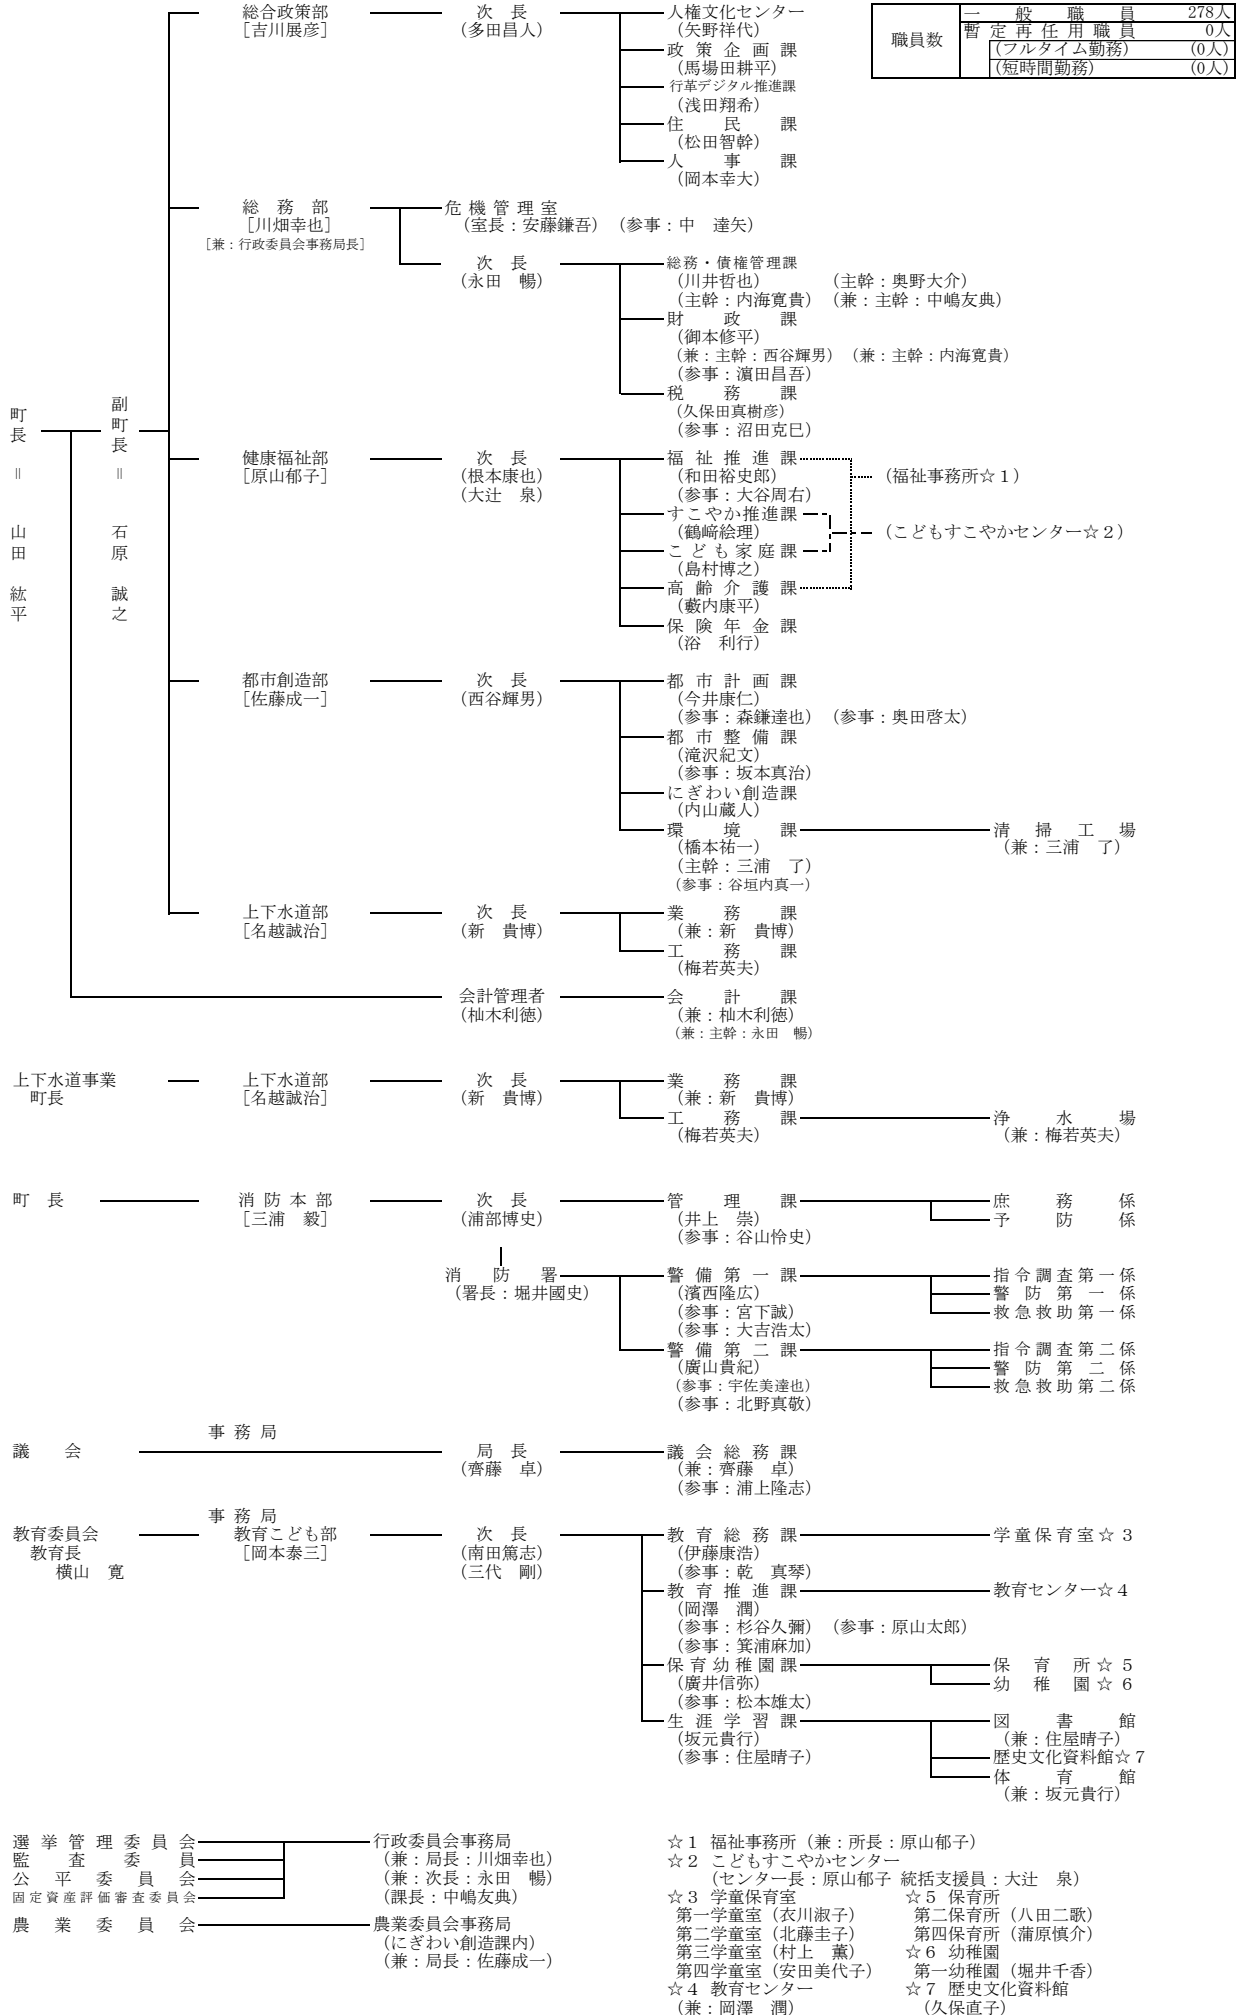 総合政策部
［吉川展彦］
次　長
（多田昌人）
人権文化センター
（矢野祥代）
政策企画課
（馬場田耕平）
行革デジタル推進課
（浅田翔希）
住民課
（松田智幹）
人事課
（岡本幸大）
職員数
一般職員 278人
暫定再任用職員 0人
（フルタイム勤務） （0人）
（短時間勤務） （0人）
総務部
［川畑幸也］
［兼：行政委員会事務局長］
危機管理室
（室長：安藤鎌吾）（参事：中　達矢）
次　長
（永田　暢）
総務・債権管理課
（川井哲也） （主幹：奥野大介）
（主幹：内海寛貴）（兼：主幹：中嶋友典）
財政課
（御本修平）
（兼：主幹：西谷輝男）（兼：主幹：内海寛貴）
（参事：濵田昌吾）
税務課
（久保田真樹彦）
（参事：沼田克巳）
町長 ＝ 山田 紘平
副町長 ＝ 石原 誠之
健康福祉部
［原山郁子］
次　長
（根本康也）
（大辻　泉）
福祉推進課
（和田裕史郎）
（参事：大谷周右）
すこやか推進課
（鶴﨑絵理）
こども家庭課
（島村博之）
高齢介護課
（藪内康平）
保険年金課
（浴　利行）
（福祉事務所☆１）
（こどもすこやかセンター☆２）
都市創造部
［佐藤成一］
次　長
（西谷輝男）
都市計画課
（今井康仁）
（参事：森鎌達也）（参事：奥田啓太）
都市整備課
（滝沢紀文）
（参事：坂本真治）
にぎわい創造課
（内山蔵人）
環境課
（橋本祐一）
（主幹：三浦　了）
（参事：谷垣内真一）
清掃工場
（兼：三浦　了）
上下水道部
［名越誠治］
次　長
（新　貴博）
業務課
（兼：新　貴博）
工務課
（梅若英夫）
会計管理者
（杣木利徳）
会計課
（兼：杣木利徳）
（兼：主幹：永田　暢）
上下水道事業
町長
上下水道部
［名越誠治］
次　長
（新　貴博）
業務課
（兼：新　貴博）
工務課
（梅若英夫）
浄水場
（兼：梅若英夫）
町　長
消防本部
［三浦　毅］
次　長
（浦部博史）
管理課
（井上　崇）
（参事：谷山怜史）
庶務係
予防係
消防署
（署長：堀井國史）
警備第一課
（濱西隆広）
（参事：宮下誠）
（参事：大吉浩太）
指令調査第一係
警防第一係
救急救助第一係
警備第二課
（廣山貴紀）
（参事：宇佐美達也）
（参事：北野真敬）
指令調査第二係
警防第二係
救急救助第二係
議　会
事務局
局　長
（齊藤　卓）
議会総務課
（兼：齊藤　卓）
（参事：浦上隆志）
教育委員会
教育長
横山　寛
事務局
教育こども部
［岡本泰三］
次　長
（南田篤志）
（三代　剛）
教育総務課
（伊藤康浩）
（参事：乾　真琴）
学童保育室☆３
教育推進課
（岡澤　潤）
（参事：杉谷久彌）（参事：原山太郎）
（参事：箕浦麻加）
教育センター☆４
保育幼稚園課
（廣井信弥）
（参事：松本雄太）
保育所☆５
幼稚園☆６
生涯学習課
（坂元貴行）
（参事：住屋晴子）
図書館
（兼：住屋晴子）
歴史文化資料館☆７
体育館
（兼：坂元貴行）
選挙管理委員会
監査委員
公平委員会
固定資産評価審査委員会
行政委員会事務局
（兼：局長：川畑幸也）
（兼：次長：永田　暢）
（課長：中嶋友典）
農業委員会
農業委員会事務局
（にぎわい創造課内）
（兼：局長：佐藤成一）
☆１ 福祉事務所（兼：所長：原山郁子）
☆２ こどもすこやかセンター
（センター長：原山郁子 統括支援員：大辻　泉）
☆３ 学童保育室
第一学童室（衣川淑子）
第二学童室（北藤圭子）
第三学童室（村上　薫）
第四学童室（安田美代子）
☆４ 教育センター
（兼：岡澤　潤）
☆５ 保育所
第二保育所（八田二歌）
第四保育所（蒲原慎介）
☆６ 幼稚園
第一幼稚園（堀井千香）
☆７ 歴史文化資料館
（久保直子）